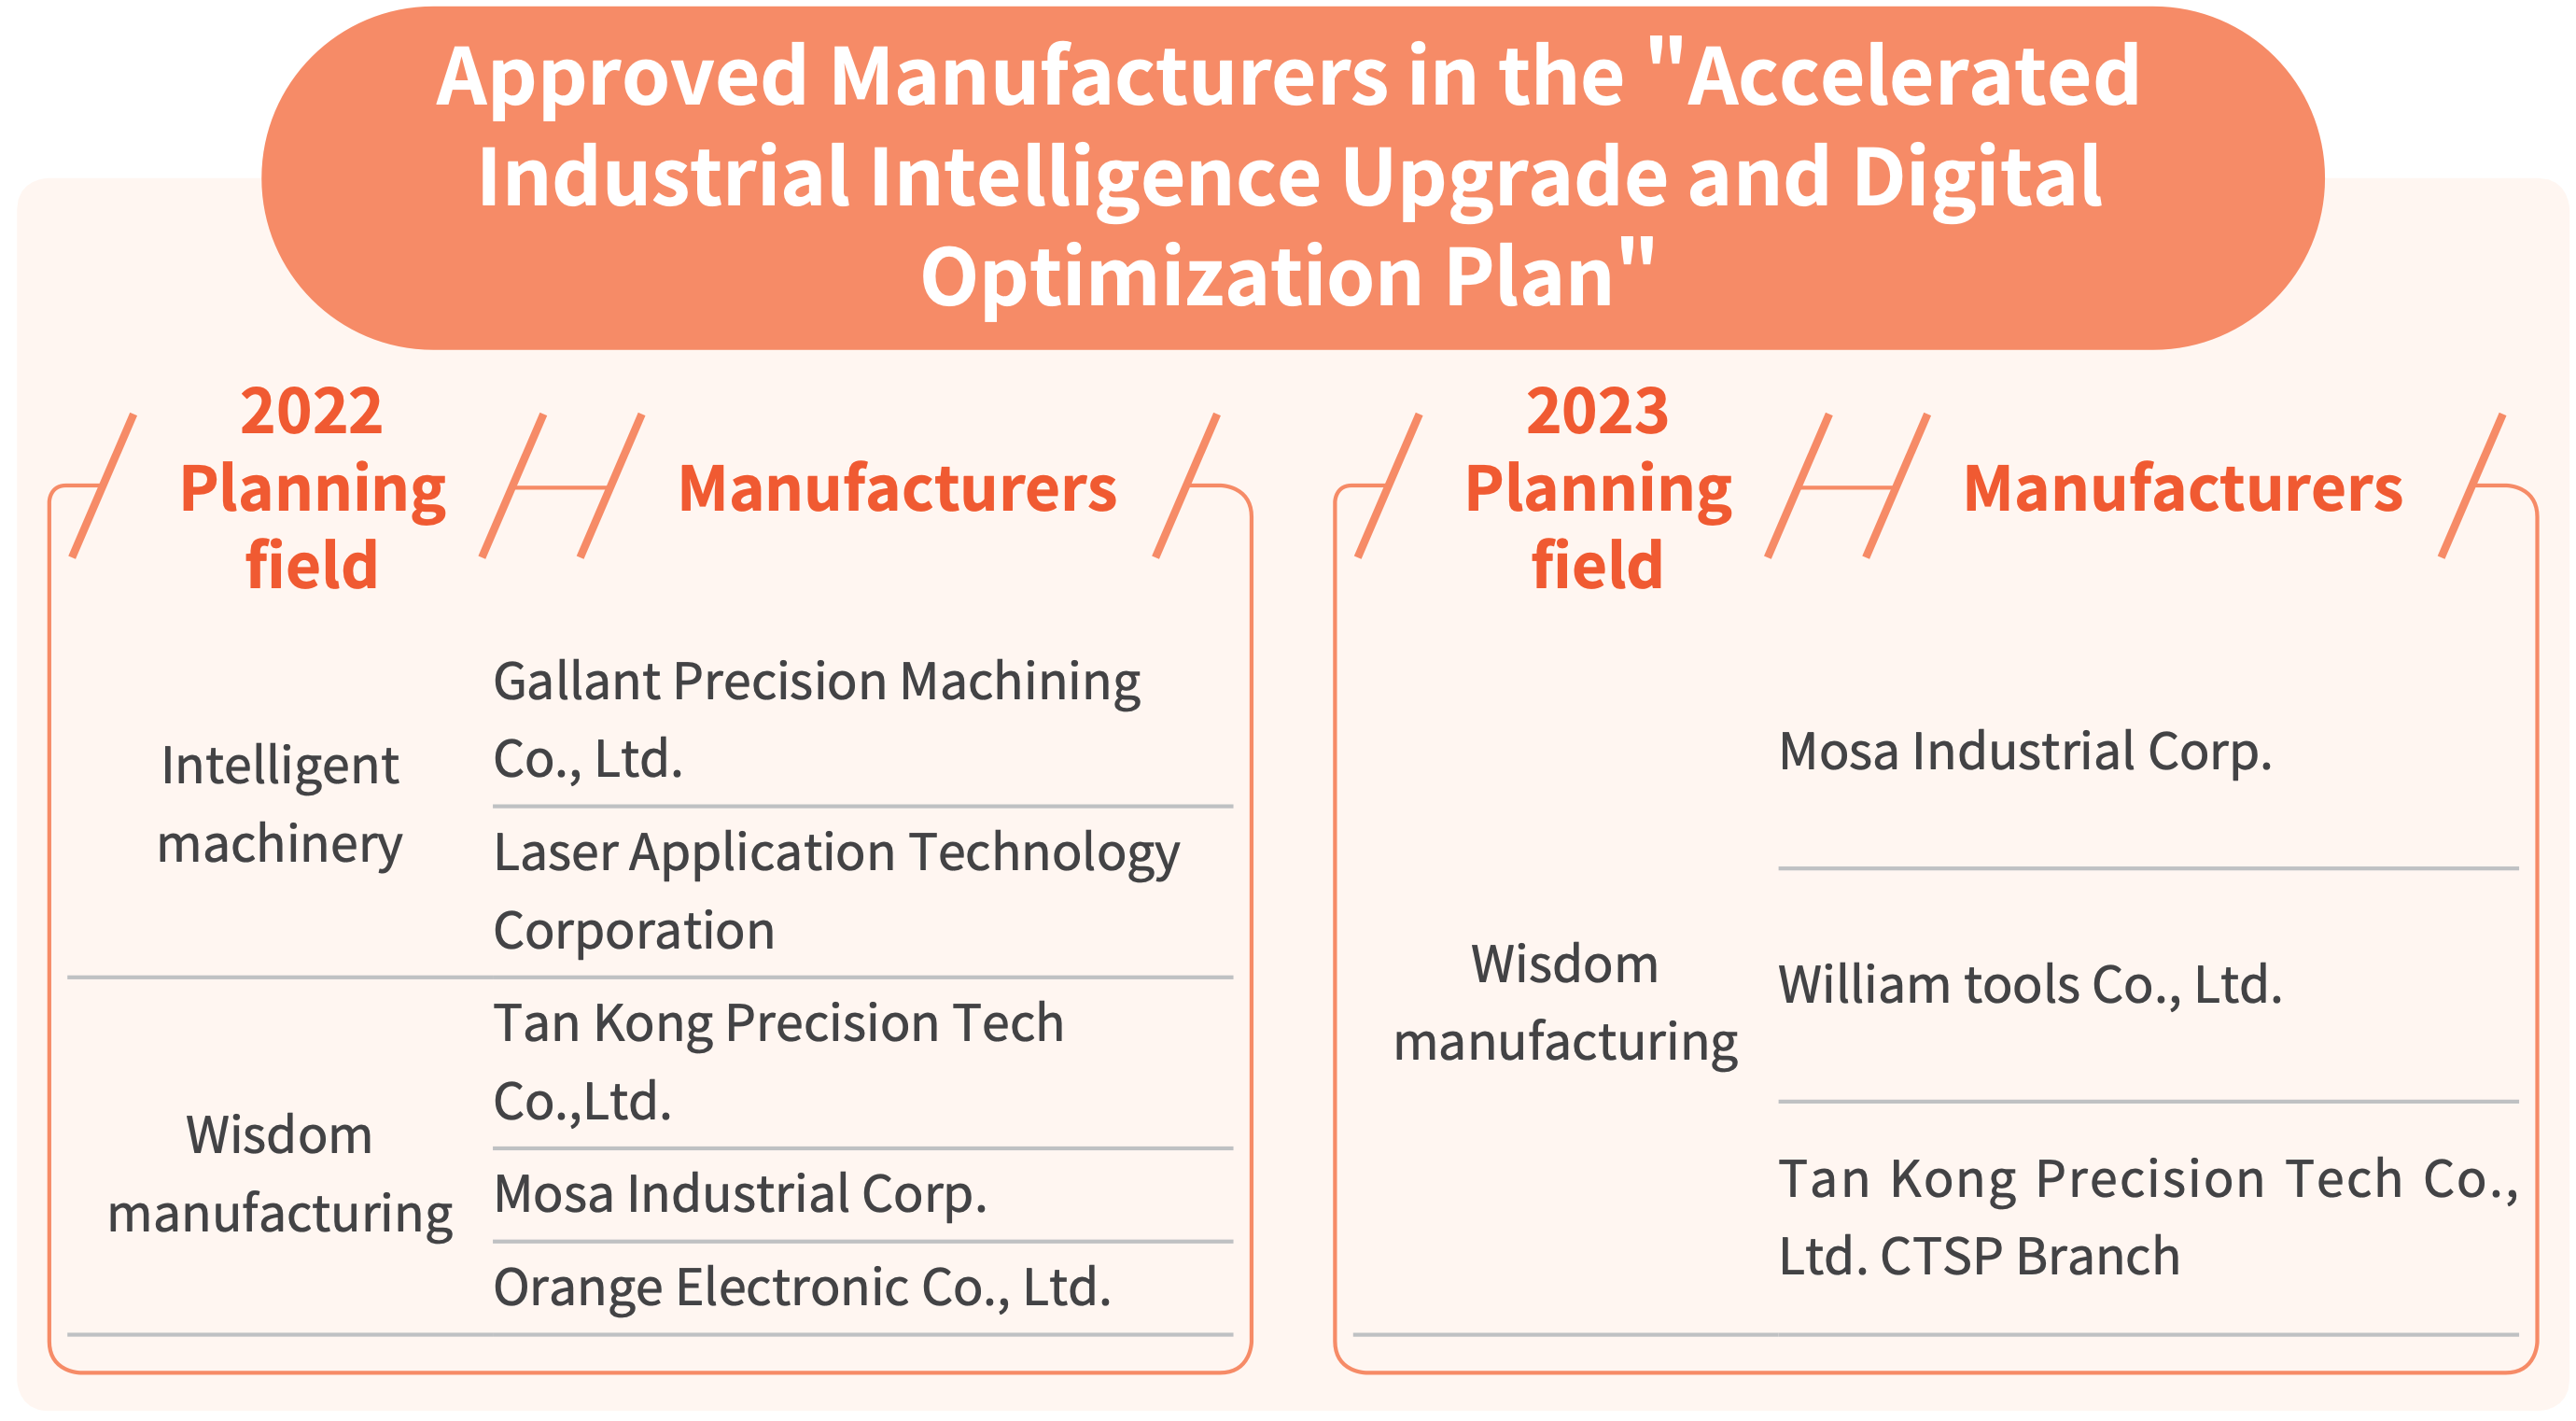 Approved Manufacturers in the "Accelerated
Industrial Intelligence Upgrade and Digital
Optimization Plan"
2022
Planning
field
Manufacturers
Intelligent
machinery
Gallant Precision Machining
Co., Ltd.
Laser Application Technology
Corporation
Wisdom
manufacturing
Tan Kong Precision Tech
Co.,Ltd.
Mosa Industrial Corp.
Orange Electronic Co., Ltd.
2023
Planning
field
Manufacturers
Wisdom
manufacturing
Mosa Industrial Corp.
William tools Co., Ltd.
Tan Kong Precision Tech Co.,
Ltd. CTSP Branch